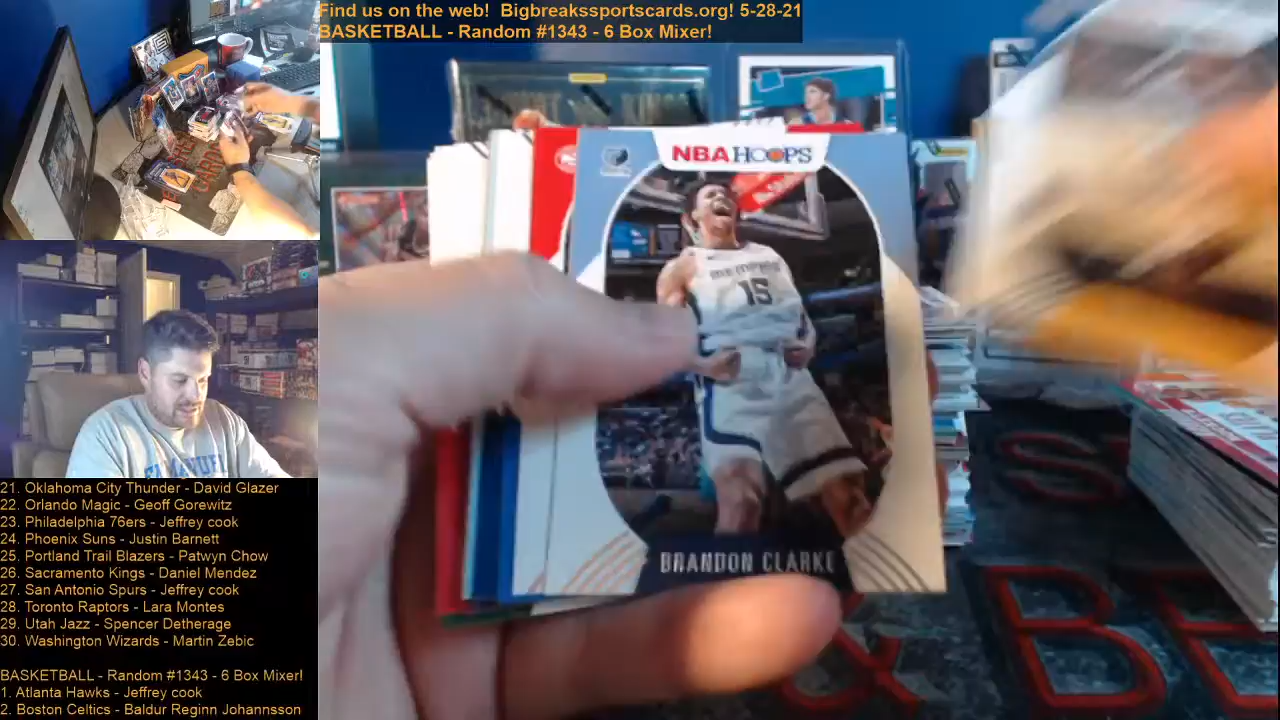 Find us on the web! Bigbreakssportscards.org! 5-28-21
BASKETBALL - Random #1343 - 6 Box Mixer!
NBA HOOPS
MEMPHIS
15
BRANDON CLARKE
21. Oklahoma City Thunder - David Glazer
22. Orlando Magic - Geoff Gorewitz
23. Philadelphia 76ers - Jeffrey cook
24. Phoenix Suns - Justin Barnett
25. Portland Trail Blazers - Patwyn Chow
26. Sacramento Kings - Daniel Mendez
27. San Antonio Spurs - Jeffrey cook
28. Toronto Raptors - Lara Montes
29. Utah Jazz - Spencer Detherage
30. Washington Wizards - Martin Zebic
BASKETBALL - Random #1343 - 6 Box Mixer!
1. Atlanta Hawks - Jeffrey cook
2. Boston Celtics - Baldur Reginn Johannsson
& BE